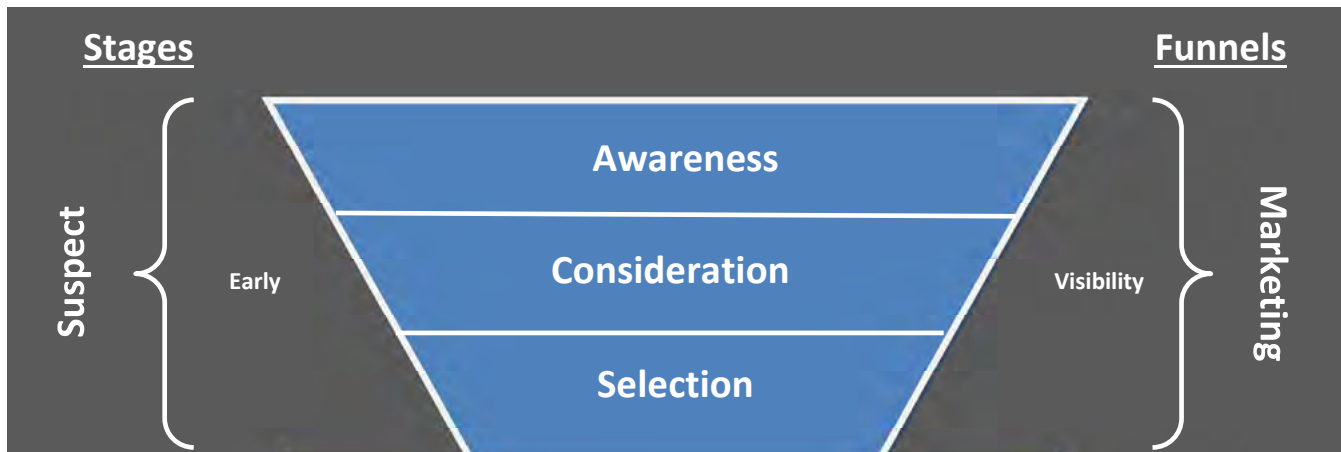 Stages
Funnels
Awareness
Suspect
Early
Consideration
Visibility
Marketing
Selection